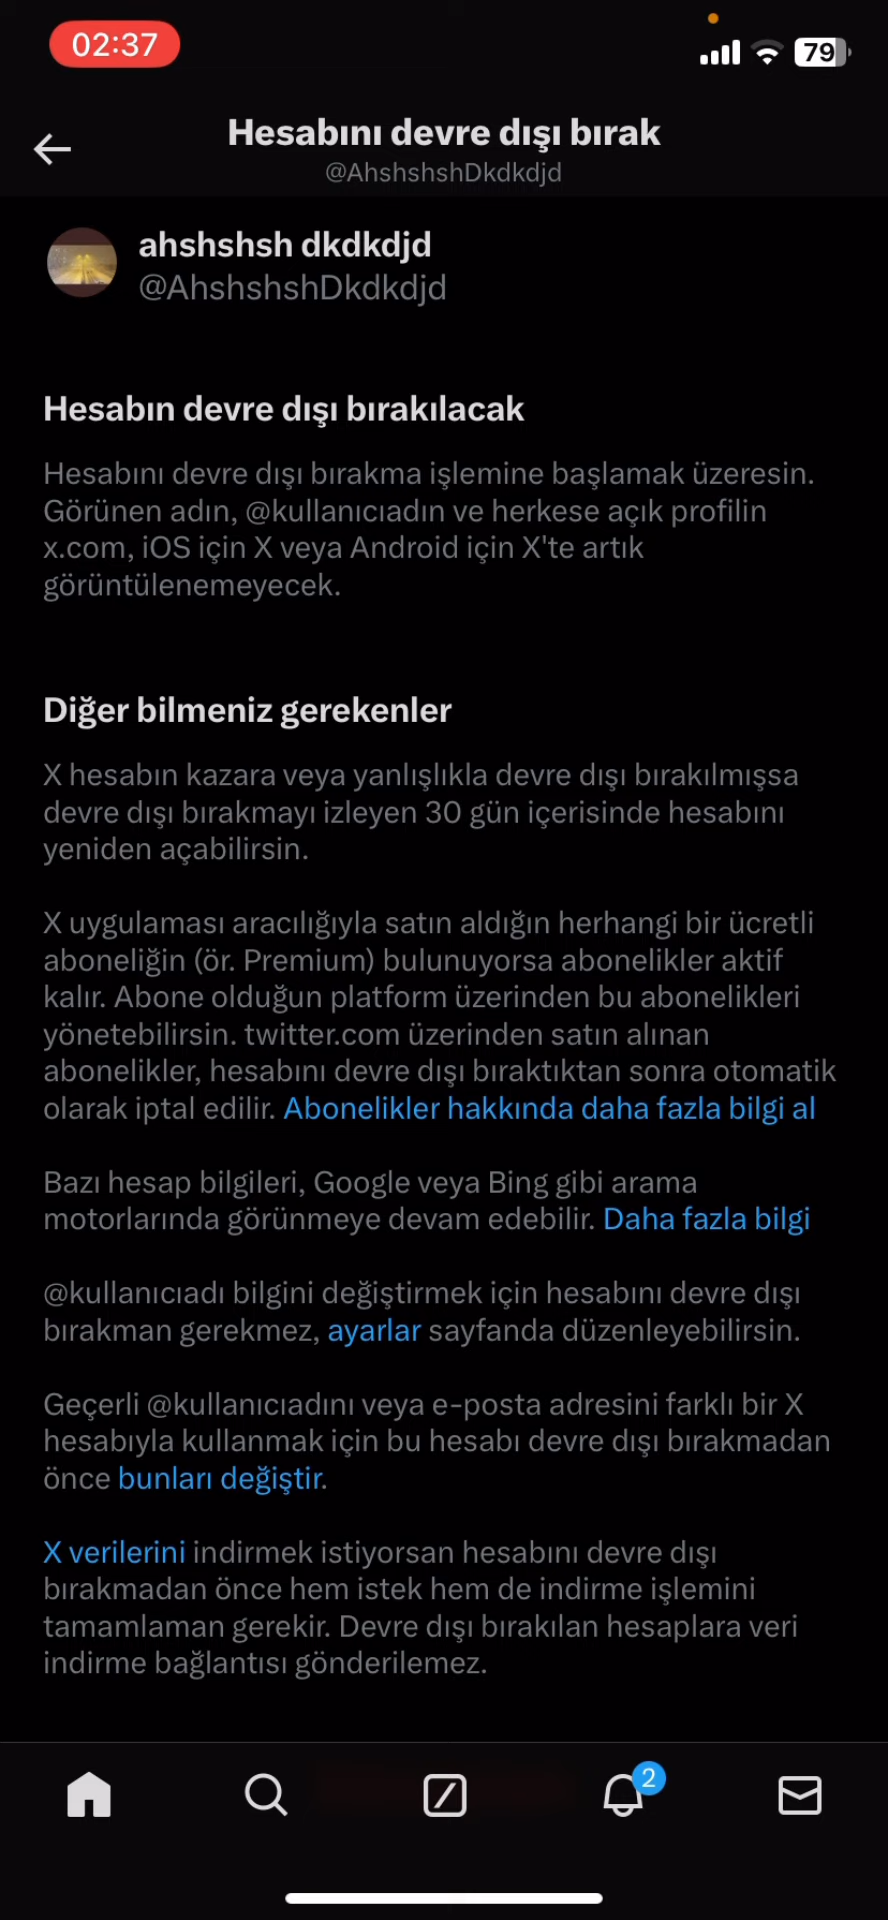 02:37
79
Hesabını devre dışı bırak
@AhshshshDkdkdjd
ahshshsh dkdkdjd
@AhshshshDkdkdjd
Hesabın devre dışı bırakılacak
Hesabını devre dışı bırakma işlemine başlamak üzeresin.
Görünen adın, @kullanıcıadın ve herkese açık profilin
x.com, iOS için X veya Android için X'te artık
görüntülenemeyecek.
Diğer bilmeniz gerekenler
X hesabın kazara veya yanlışlıkla devre dışı bırakılmışsa
devre dışı bırakmayı izleyen 30 gün içerisinde hesabını
yeniden açabilirsin.
X uygulaması aracılığıyla satın aldığın herhangi bir ücretli
aboneliğin (ör. Premium) bulunuyorsa abonelikler aktif
kalır. Abone olduğun platform üzerinden bu abonelikleri
yönetebilirsin. twitter.com üzerinden satın alınan
abonelikler, hesabını devre dışı bıraktıktan sonra otomatik
olarak iptal edilir. Abonelikler hakkında daha fazla bilgi al
Bazı hesap bilgileri, Google veya Bing gibi arama
motorlarında görünmeye devam edebilir. Daha fazla bilgi
@kullanıcıadı bilgini değiştirmek için hesabını devre dışı
bırakman gerekmez, ayarlar sayfanda düzenleyebilirsin.
Geçerli @kullanıcıadını veya e-posta adresini farklı bir X
hesabıyla kullanmak için bu hesabı devre dışı bırakmadan
önce bunları değiştir.
X verilerini indirmek istiyorsan hesabını devre dışı
bırakmadan önce hem istek hem de indirme işlemini
tamamlaman gerekir. Devre dışı bırakılan hesaplara veri
indirme bağlantısı gönderilemez.
2